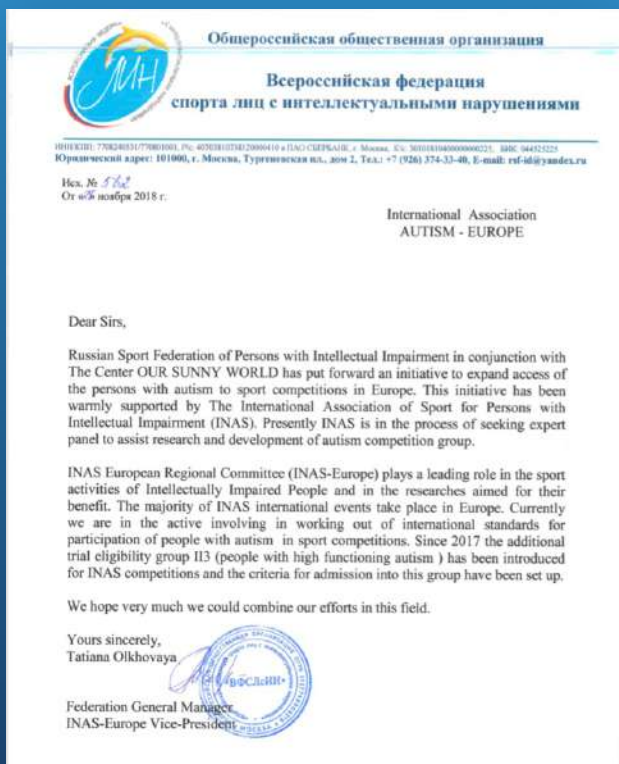 Общероссийская общественная организация
Всероссийская федерация
спорта лиц с интеллектуальными нарушениями
Юридический адрес: 101000, г. Москва, Тургеневская пл., дом 2, Тел.: +7 (926) 374-33-40, E-mail: rsf-id@yandex.ru
Исх. №
От ноября 2018 г.
International Association
AUTISM - EUROPE
Dear Sirs,
Russian Sport Federation of Persons with Intellectual Impairment in conjunction with
The Center OUR SUNNY WORLD has put forward an initiative to expand access of
the persons with autism to sport competitions in Europe. This initiative has been
warmly supported by The International Association of Sport for Persons with
Intellectual Impairment (INAS). Presently INAS is in the process of seeking expert
panel to assist research and development of autism competition group.
INAS European Regional Committee (INAS-Europe) plays a leading role in the sport
activities of Intellectually Impaired People and in the researches aimed for their
benefit. The majority of INAS international events take place in Europe. Currently
we are in the active involving in working out of international standards for
participation of people with autism in sport competitions. Since 2017 the additional
trial eligibility group II3 (people with high functioning autism ) has been introduced
for INAS competitions and the criteria for admission into this group have been set up.
We hope very much we could combine our efforts in this field.
Yours sincerely,
Tatiana Olkhovaya
Federation General Manager
INAS-Europe Vice-President